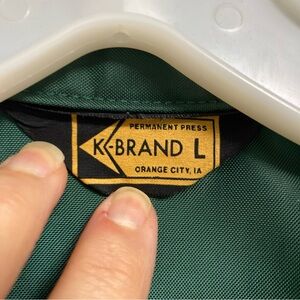 PERMANENT PRESS
K-BRAND L
ORANGE CITY, IA